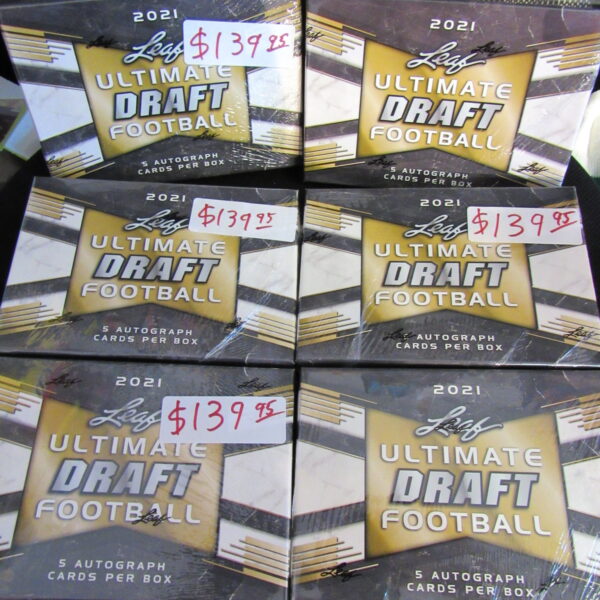 2021
Leaf
$139 95
ULTIMATE
DRAFT
FOOTBALL
5 AUTOGRAPH
CARDS PER BOX
2021
Leaf
ULTIMATE
DRAFT
FOOTBALL
5 AUTOGRAPH
CARDS PER BOX
2021
Leaf
$139 95
ULTIMATE
DRAFT
FOOTBALL
5 AUTOGRAPH
CARDS PER BOX
2021
Leaf
$139 95
ULTIMATE
DRAFT
FOOTBALL
AUTOGRAPH
CARDS PER BOX
2021
Leaf
$139 95
ULTIMATE
DRAFT
FOOTBALL
5 AUTOGRAPH
CARDS PER BOX
2021
Leaf
ULTIMATE
DRAFT
FOOTBALL
5 AUTOGRAPH
CARDS PER BOX